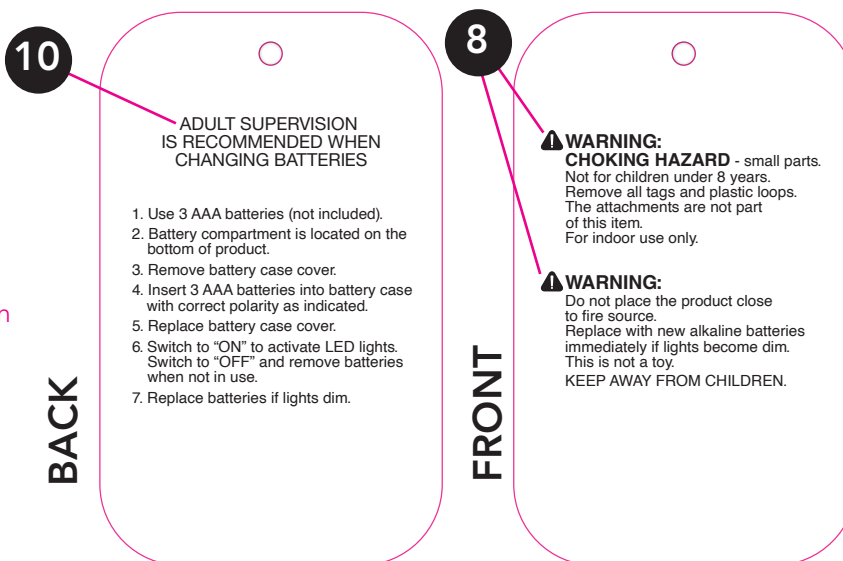 10
ADULT SUPERVISION
IS RECOMMENDED WHEN
CHANGING BATTERIES
1. Use 3 AAA batteries (not included).
2. Battery compartment is located on the
bottom of product.
3. Remove battery case cover.
4. Insert 3 AAA batteries into battery case
with correct polarity as indicated.
5. Replace battery case cover.
6. Switch to “ON” to activate LED lights.
Switch to “OFF” and remove batteries
when not in use.
7. Replace batteries if lights dim.
BACK
8
WARNING:
CHOKING HAZARD - small parts.
Not for children under 8 years.
Remove all tags and plastic loops.
The attachments are not part
of this item.
For indoor use only.
WARNING:
Do not place the product close
to fire source.
Replace with new alkaline batteries
immediately if lights become dim.
This is not a toy.
KEEP AWAY FROM CHILDREN.
FRONT